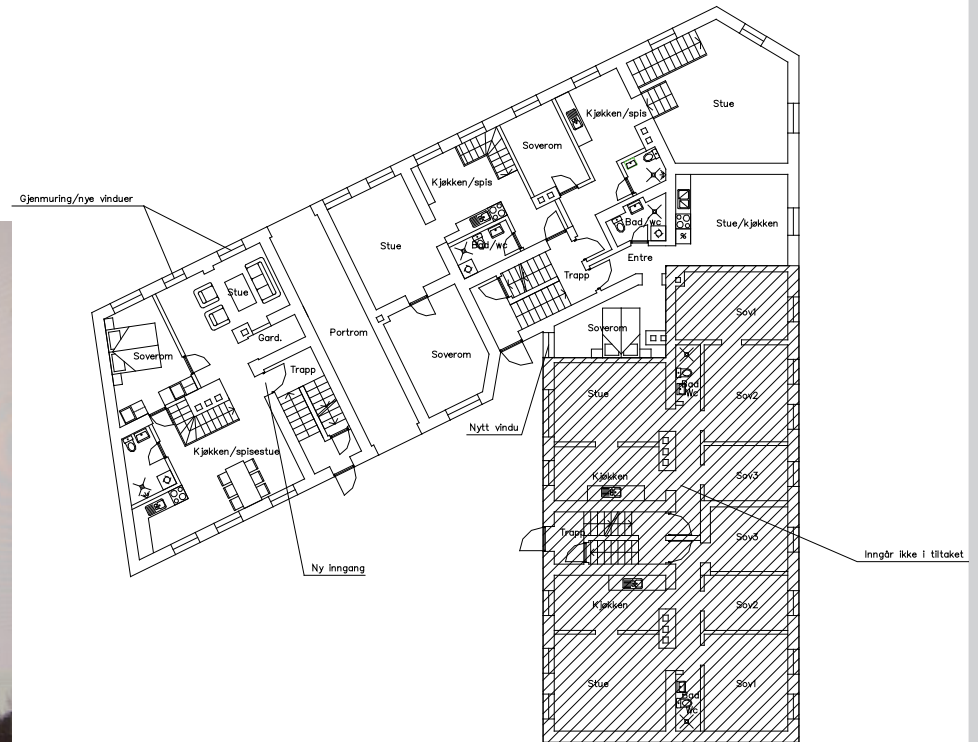 Stue
Kjøkken/spis
Soverom
Kjøkken/spis
Gjenmuring/nye vinduer
Stue
Bad/wc
Bad/wc
Stue/kjøkken
Entre
Trapp
Stue
Portrom
Gard.
Soverom
Sov1
Soverom
Soverom
Trapp
Bad
Wc
Stue
Sov2
Nytt vindu
Kjøkken/spisestue
Kjøkken
Sov3
Trapp
Sov3
Inngår ikke i tiltaket
Ny inngang
Kjøkken
Sov2
Stue
Sov1
Bad
Wc